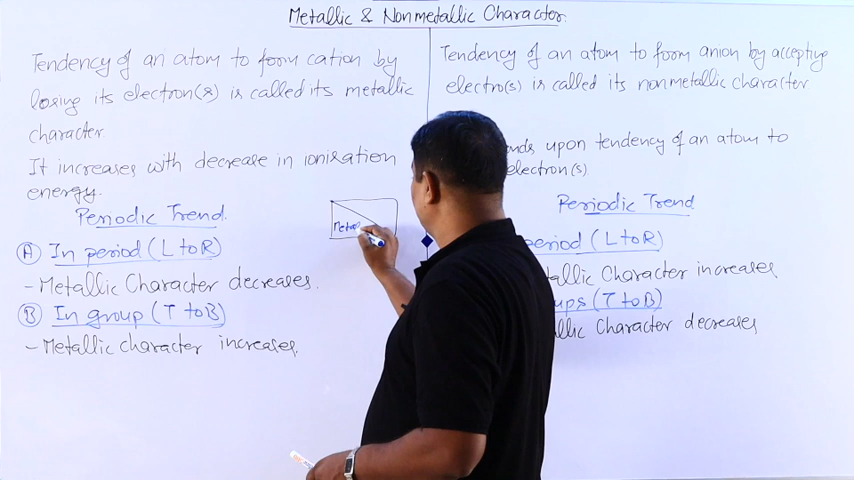 Metallic & Nonmetallic Character.
Tendency of an atom to form cation by
losing its electron(s) is called its metallic
character
It increases with decrease in ionisation
energy.
Periodic Trend.
(A) In period (L to R)
- Metallic Character decreases.
(B) In group (T to B)
- Metallic character increases.
Tendency of an atom to form anion by accepting
electro(s) is called its nonmetallic character
upon tendency of an atom to
electron(s).
Periodic Trend
period (L to R)
Character increases
(T to B)
Character decreases